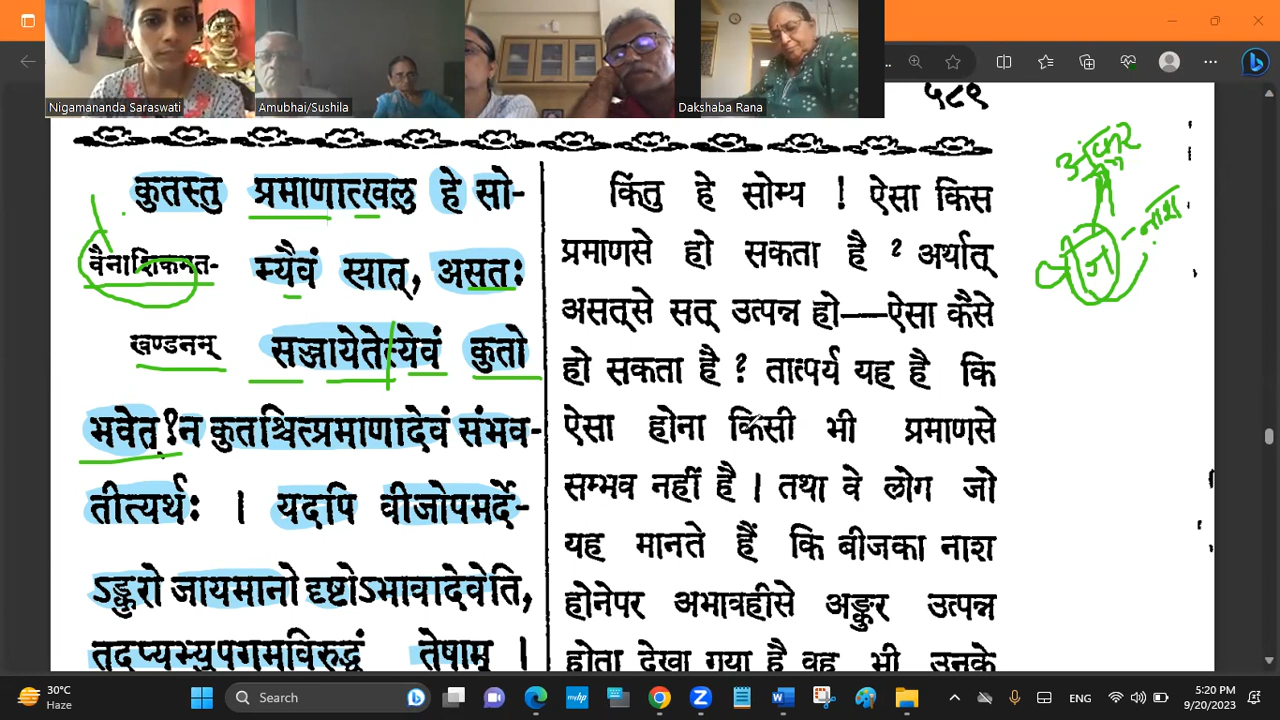 Nigamananda Saraswati
Amubhai/Sushila
Dakshaba Rana
५८९
कुतस्तु प्रमाणात्खलु हे सो-
वैनाशिकमत-
म्यैवं स्यात्, असतः
खण्डनम्
सञ्जायेतेत्येवं कुतो
भवेत् ? न कुतश्चित्प्रमाणादेवं संभव-
तीत्यर्थः । यदपि बीजोपमर्दे-
ऽङ्कुरो जायमानो दृष्टोऽभावादेवेति,
तदप्यभ्युपगमविरुद्धं तेषाम् ।
किंतु हे सोम्य ! ऐसा किस
प्रमाणसे हो सकता है ? अर्थात्
असत्‌से सत् उत्पन्न हो—ऐसा कैसे
हो सकता है ? तात्पर्य यह है कि
ऐसा होना किसी भी प्रमाणसे
सम्भव नहीं है । तथा वे लोग जो
यह मानते हैं कि बीजका नाश
होनेपर अभावहीसे अङ्कुर उत्पन्न
होता देखा गया है वह भी उनके
अंकुर
नाश
30°C
Haze
Search
ENG
5:20 PM
9/20/2023